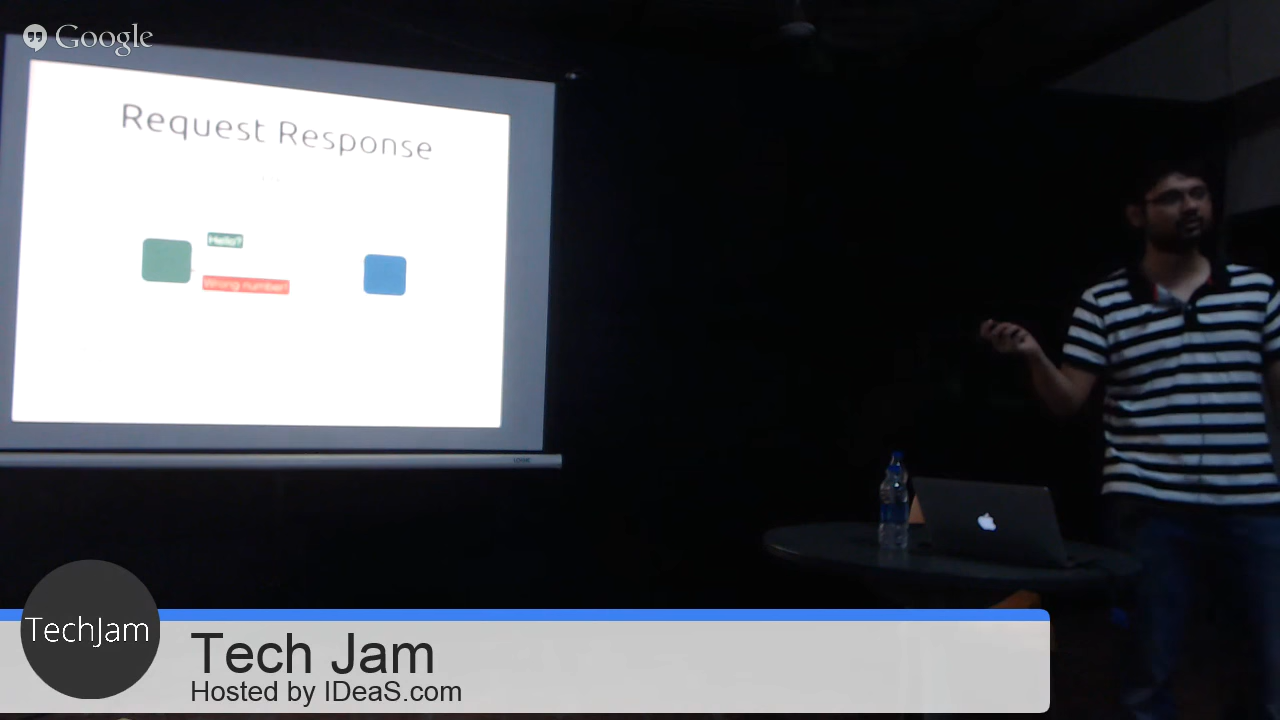 Google
Request Response
Hello?
Wrong number!
TechJam
Tech Jam
Hosted by IDeaS.com